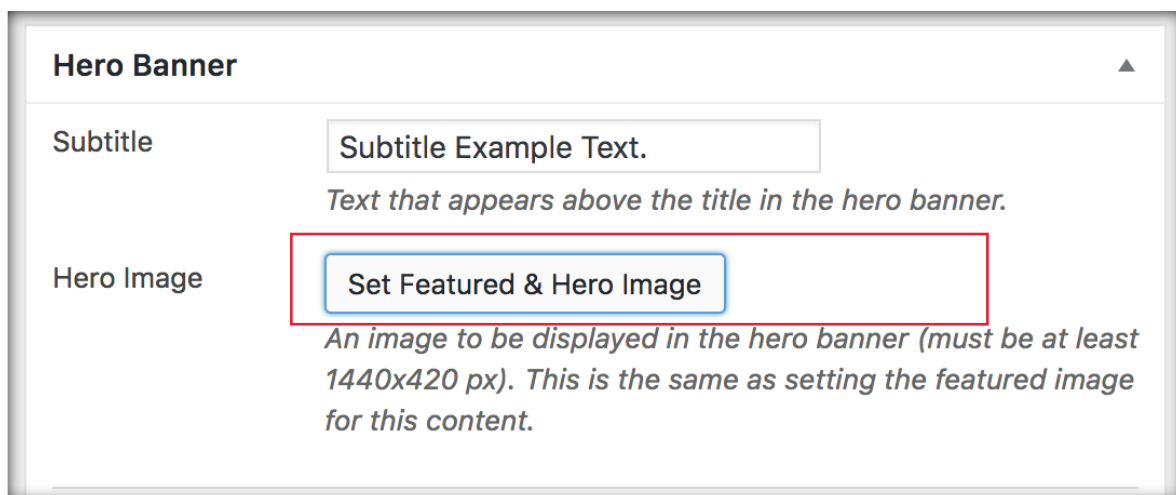 Hero Banner
Subtitle
Subtitle Example Text.
Text that appears above the title in the hero banner.
Hero Image
Set Featured & Hero Image
An image to be displayed in the hero banner (must be at least
1440x420 px). This is the same as setting the featured image
for this content.